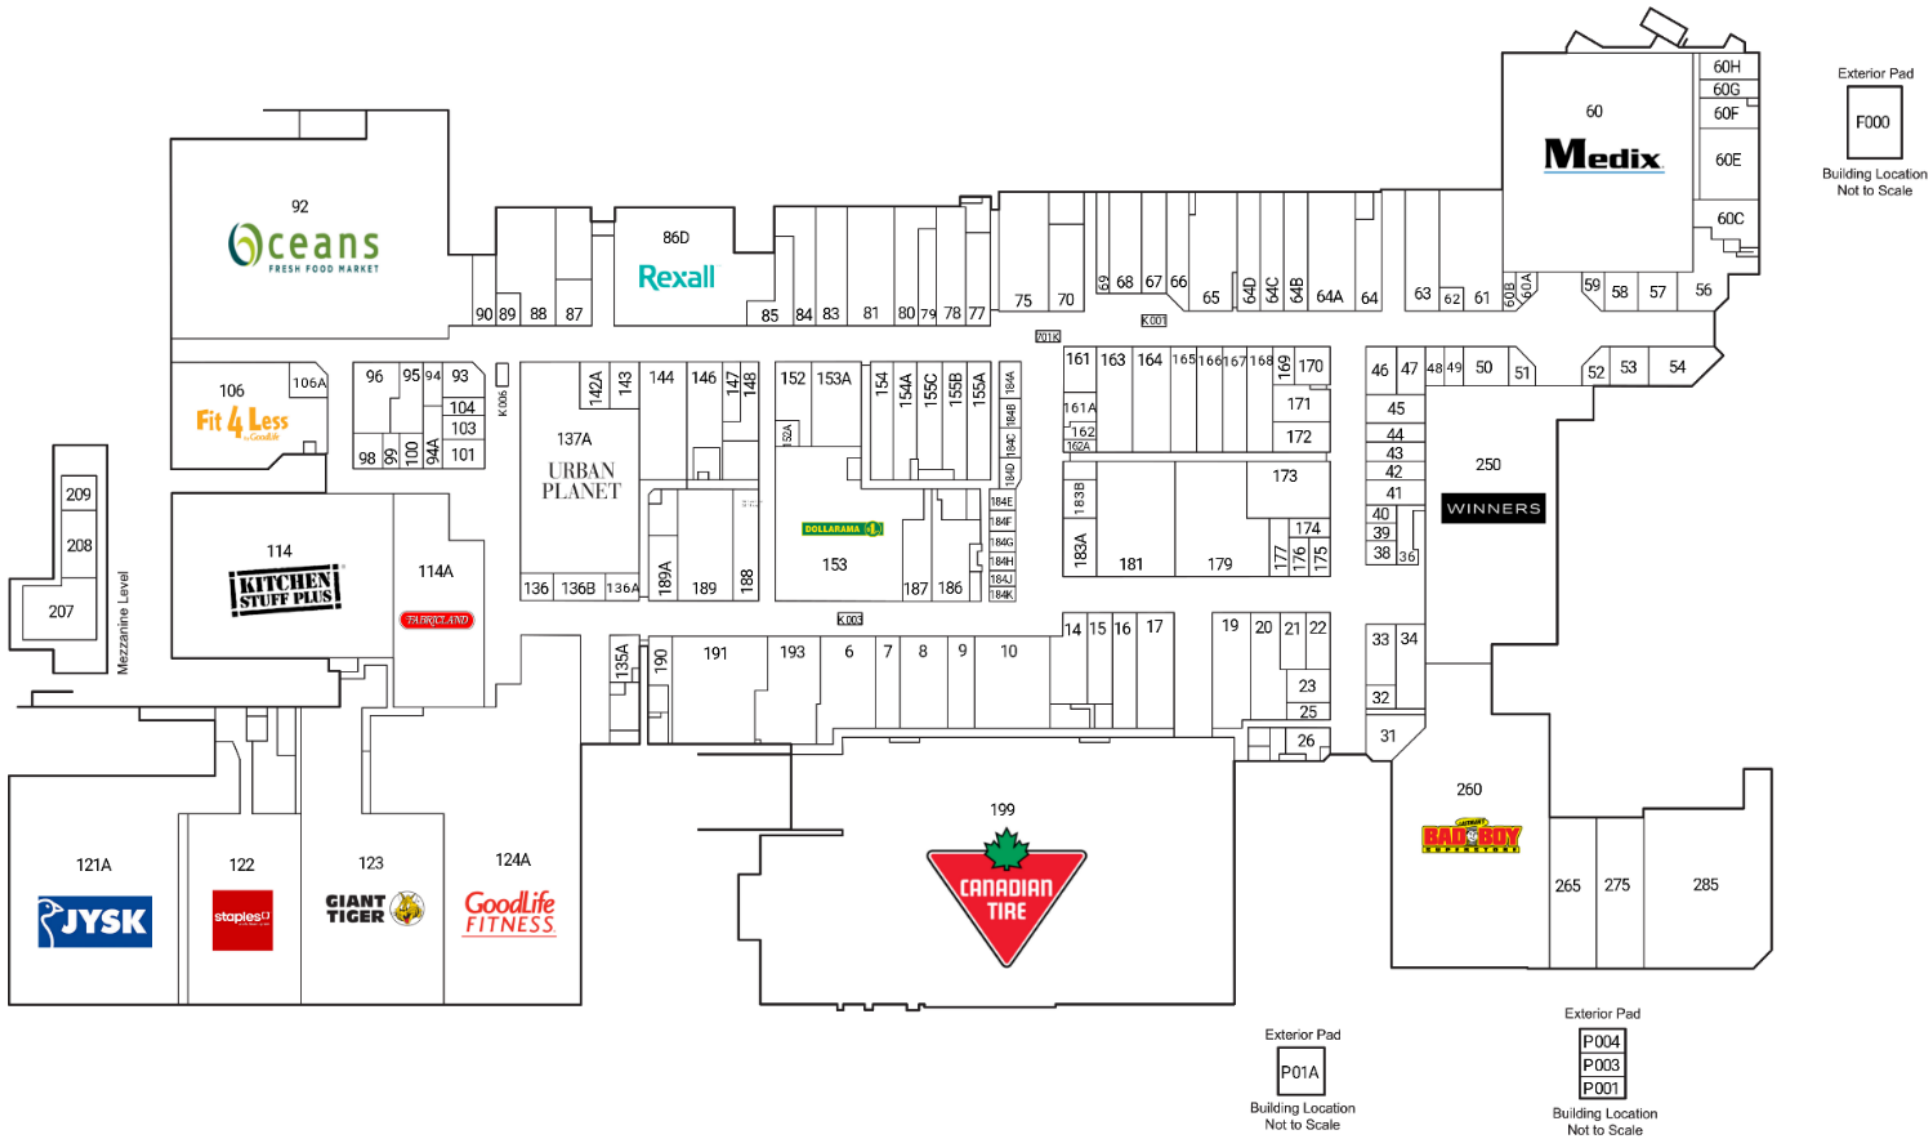 60H
60G
60F
60E
60C
60
Medix
Exterior Pad
F000
Building Location
Not to Scale
92
Oceans
FRESH FOOD MARKET
86D
Rexall
90
89
88
87
85
84
83
81
80
79
78
77
75
70
69
68
67
66
65
64D
64C
64B
64A
64
63
62
61
60B
60A
59
58
57
56
K001
701K
106
106A
Fit 4 Less
by GoodLife
96
95
94
93
104
103
101
98
99
100
94A
K006
137A
URBAN
PLANET
142A
143
144
146
147
148
152
153A
152A
154
154A
155C
155B
155A
184A
184B
184C
184D
184E
184F
184G
184H
184J
184K
161
163
164
165
166
167
168
169
170
161A
162
162A
171
172
173
183B
183A
181
179
177
176
175
174
46
47
48
49
50
51
52
53
54
45
44
43
42
41
40
39
38
36
250
WINNERS
209
208
207
Mezzanine Level
114
KITCHEN
STUFF PLUS
114A
FABRICLAND
136
136B
136A
189A
189
188
DOLLARAMA
153
187
186
K003
135A
190
191
193
6
7
8
9
10
14
15
16
17
19
20
21
22
23
25
26
33
34
32
31
121A
JYSK
122
staples
123
GIANT
TIGER
124A
GoodLife
FITNESS
199
CANADIAN
TIRE
260
BAD BOY
SUPERSTORE
265
275
285
Exterior Pad
P01A
Building Location
Not to Scale
Exterior Pad
P004
P003
P001
Building Location
Not to Scale